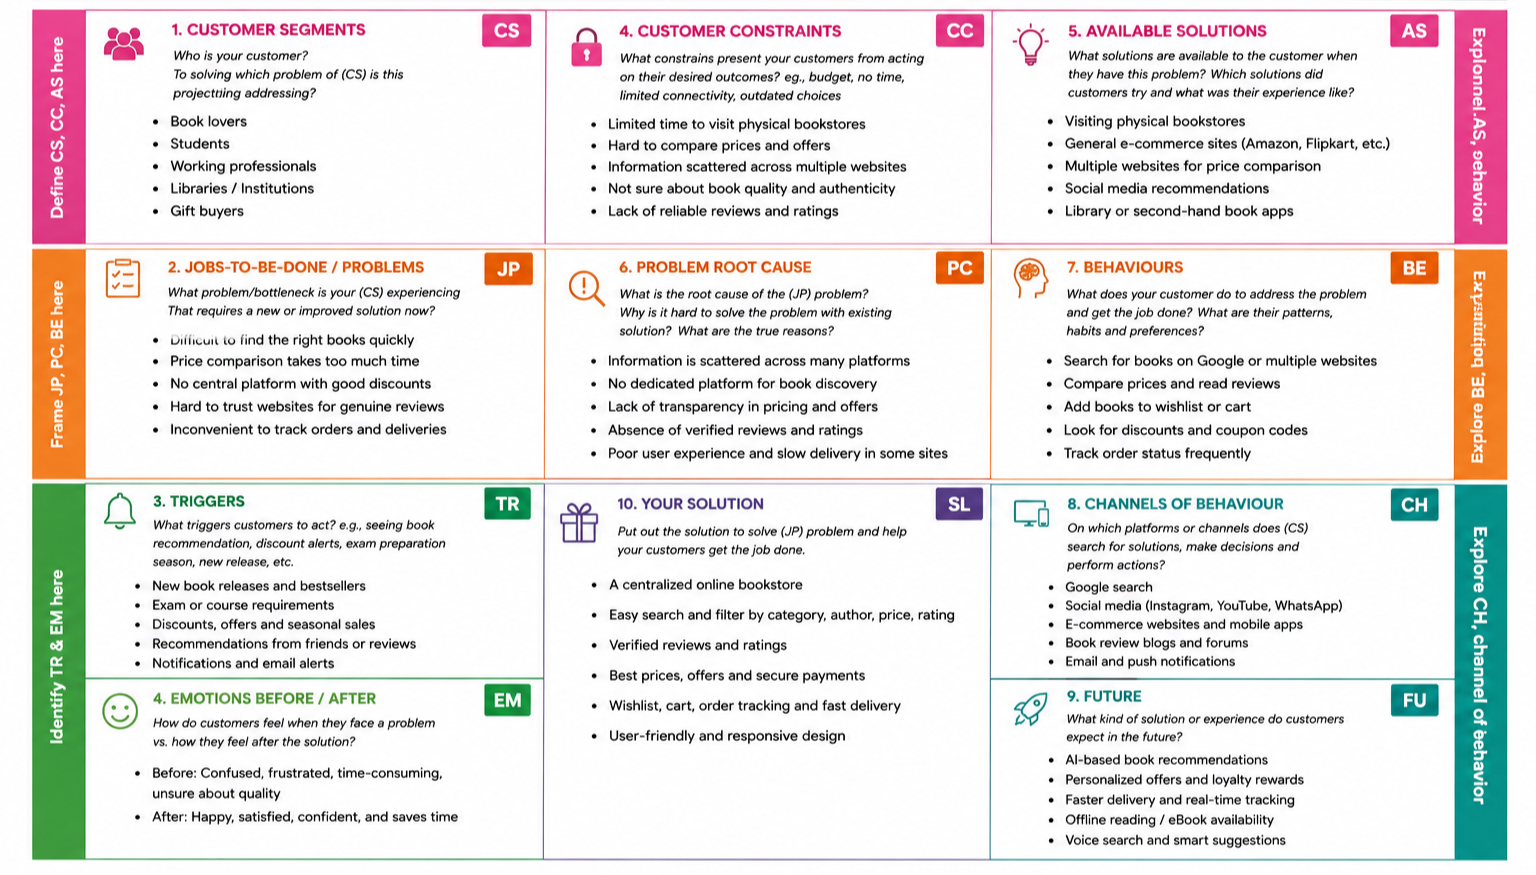 Define CS, CC, AS here
1. CUSTOMER SEGMENTS
CS
Who is your customer?
To solving which problem of (CS) is this
addressing?
• Book lovers
• Students
• Working professionals
• Libraries / Institutions
• Gift buyers
4. CUSTOMER CONSTRAINTS
CC
What constrains present your customers from acting
on their desired outcomes? eg., budget, no time,
limited connectivity, outdated choices
• Limited time to visit physical bookstores
• Hard to compare prices and offers
• Information scattered across multiple websites
• Not sure about book quality and authenticity
• Lack of reliable reviews and ratings
5. AVAILABLE SOLUTIONS
AS
What solutions are available to the customer when
they have this problem? Which solutions did
customers try and what was their experience like?
• Visiting physical bookstores
• General e-commerce sites (Amazon, Flipkart, etc.)
• Multiple websites for price comparison
• Social media recommendations
• Library or second-hand book apps
AS,
Frame JP, PC, BE here
2. JOBS-TO-BE-DONE / PROBLEMS
JP
What problem/bottleneck is your (CS) experiencing
That requires a new or improved solution now?
• Difficult to find the right books quickly
• Price comparison takes too much time
• No central platform with good discounts
• Hard to trust websites for genuine reviews
• Inconvenient to track orders and deliveries
6. PROBLEM ROOT CAUSE
PC
What is the root cause of the (JP) problem?
Why is it hard to solve the problem with existing
solution? What are the true reasons?
• Information is scattered across many platforms
• No dedicated platform for book discovery
• Lack of transparency in pricing and offers
• Absence of verified reviews and ratings
• Poor user experience and slow delivery in some sites
7. BEHAVIOURS
BE
What does your customer do to address the problem
and get the job done? What are their patterns,
habits and preferences?
• Search for books on Google or multiple websites
• Compare prices and read reviews
• Add books to wishlist or cart
• Look for discounts and coupon codes
• Track order status frequently
Explore BE,
Identify TR & EM here
3. TRIGGERS
TR
What triggers customers to act? e.g., seeing book
recommendation, discount alerts, exam preparation
season, new release, etc.
• New book releases and bestsellers
• Exam or course requirements
• Discounts, offers and seasonal sales
• Recommendations from friends or reviews
• Notifications and email alerts
4. EMOTIONS BEFORE / AFTER
EM
How do customers feel when they face a problem
vs. how they feel after the solution?
• Before: Confused, frustrated, time-consuming,
unsure about quality
• After: Happy, satisfied, confident, and saves time
10. YOUR SOLUTION
SL
Put out the solution to solve (JP) problem and help
your customers get the job done.
• A centralized online bookstore
• Easy search and filter by category, author, price, rating
• Verified reviews and ratings
• Best prices, offers and secure payments
• Wishlist, cart, order tracking and fast delivery
• User-friendly and responsive design
8. CHANNELS OF BEHAVIOUR
CH
On which platforms or channels does (CS)
search for solutions, make decisions and
perform actions?
• Google search
• Social media (Instagram, YouTube, WhatsApp)
• E-commerce websites and mobile apps
• Book review blogs and forums
• Email and push notifications
9. FUTURE
FU
What kind of solution or experience do customers
expect in the future?
• AI-based book recommendations
• Personalized offers and loyalty rewards
• Faster delivery and real-time tracking
• Offline reading / eBook availability
• Voice search and smart suggestions
Explore CH, channel of behavior